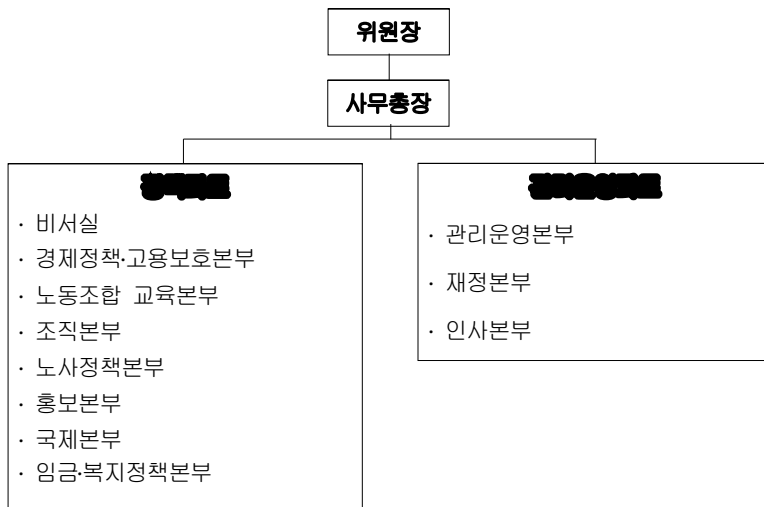 위원장
사무총장
· 비서실
· 경제정책·고용보호본부
· 노동조합 교육본부
· 조직본부
· 노사정책본부
· 홍보본부
· 국제본부
· 임금·복지정책본부
· 관리운영본부
· 재정본부
· 인사본부